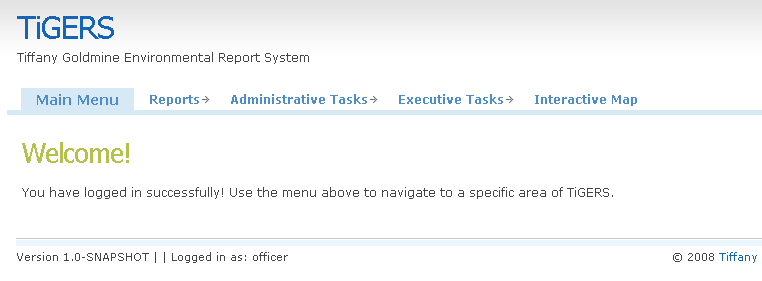 TiGERS
Tiffany Goldmine Environmental Report System
Main Menu Reports Administrative Tasks Executive Tasks Interactive Map
Welcome!
You have logged in successfully! Use the menu above to navigate to a specific area of TiGERS.
Version 1.0-SNAPSHOT | | Logged in as: officer © 2008 Tiffany